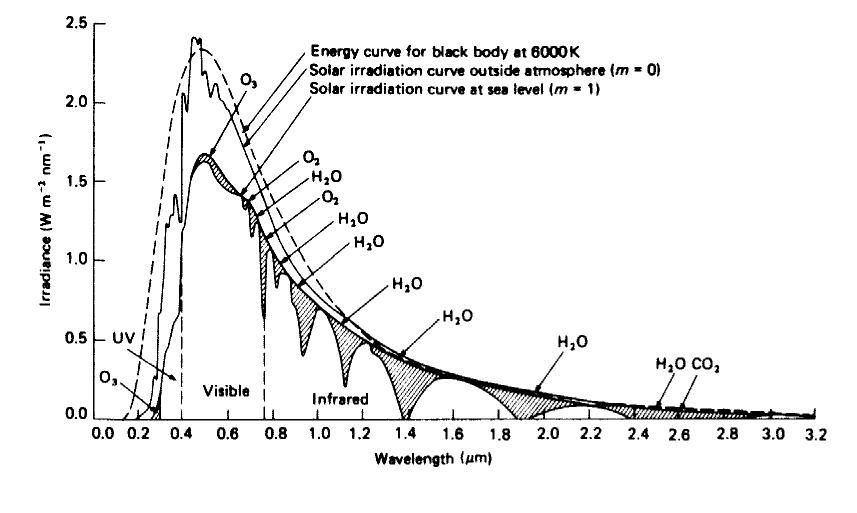 2.5
2.0
1.5
1.0
0.5
0.0
Irradiance (W m⁻² nm⁻¹)
Energy curve for black body at 6000K
Solar irradiation curve outside atmosphere (m = 0)
Solar irradiation curve at sea level (m = 1)
O₃
O₂
H₂O
O₂
H₂O
H₂O
H₂O
H₂O
H₂O
H₂O CO₂
UV
O₃
Visible
Infrared
0.0 0.2 0.4 0.6 0.8 1.0 1.2 1.4 1.6 1.8 2.0 2.2 2.4 2.6 2.8 3.0 3.2
Wavelength (μm)